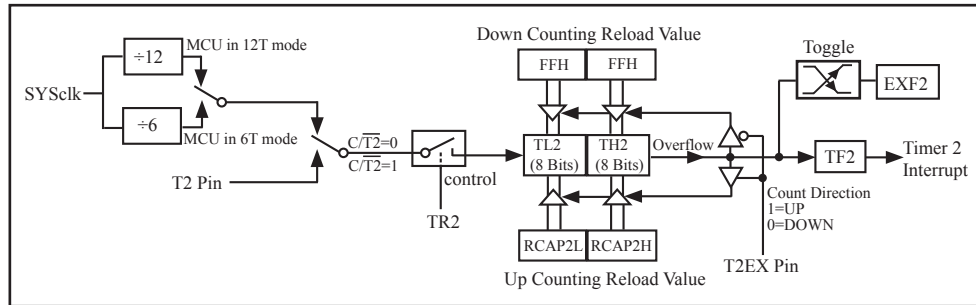 Down Counting Reload Value
Toggle
÷12
MCU in 12T mode
FFH
FFH
EXF2
SYSclk
÷6
MCU in 6T mode
C/T2=0
C/T2=1
TL2
(8 Bits)
TH2
(8 Bits)
Overflow
TF2
Timer 2
Interrupt
T2 Pin
control
TR2
Count Direction
1=UP
0=DOWN
RCAP2L
RCAP2H
T2EX Pin
Up Counting Reload Value